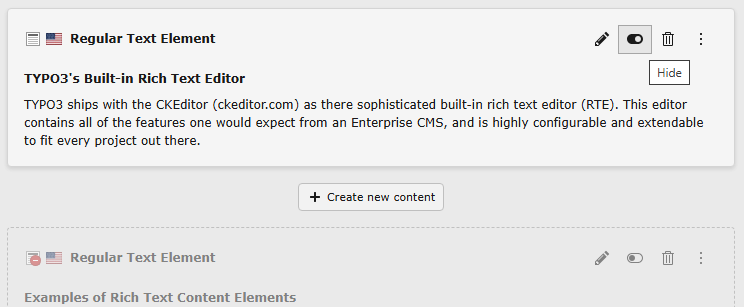 Regular Text Element
Hide
TYPO3's Built-in Rich Text Editor
TYPO3 ships with the CKEditor (ckeditor.com) as there sophisticated built-in rich text editor (RTE). This editor
contains all of the features one would expect from an Enterprise CMS, and is highly configurable and extendable
to fit every project out there.
Create new content
Regular Text Element
Examples of Rich Text Content Elements